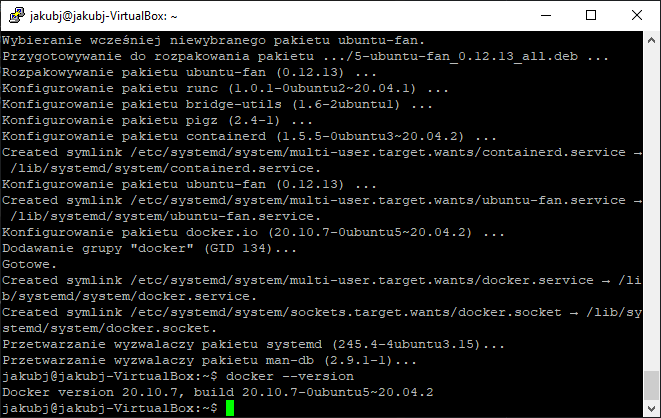 jakubj@jakubj-VirtualBox: ~
Wybieranie wcześniej niewybranego pakietu ubuntu-fan.
Przygotowywanie do rozpakowania pakietu .../5-ubuntu-fan_0.12.13_all.deb ...
Rozpakowywanie pakietu ubuntu-fan (0.12.13) ...
Konfigurowanie pakietu runc (1.0.1-0ubuntu2~20.04.1) ...
Konfigurowanie pakietu bridge-utils (1.6-2ubuntu1) ...
Konfigurowanie pakietu pigz (2.4-1) ...
Konfigurowanie pakietu containerd (1.5.5-0ubuntu3~20.04.2) ...
Created symlink /etc/systemd/system/multi-user.target.wants/containerd.service →
 /lib/systemd/system/containerd.service.
Konfigurowanie pakietu ubuntu-fan (0.12.13) ...
Created symlink /etc/systemd/system/multi-user.target.wants/ubuntu-fan.service →
 /lib/systemd/system/ubuntu-fan.service.
Konfigurowanie pakietu docker.io (20.10.7-0ubuntu5~20.04.2) ...
Dodawanie grupy "docker" (GID 134)...
Gotowe.
Created symlink /etc/systemd/system/multi-user.target.wants/docker.service → /li
b/systemd/system/docker.service.
Created symlink /etc/systemd/system/sockets.target.wants/docker.socket → /lib/sy
stemd/system/docker.socket.
Przetwarzanie wyzwalaczy pakietu systemd (245.4-4ubuntu3.15)...
Przetwarzanie wyzwalaczy pakietu man-db (2.9.1-1)...
jakubj@jakubj-VirtualBox:~$ docker --version
Docker version 20.10.7, build 20.10.7-0ubuntu5~20.04.2
jakubj@jakubj-VirtualBox:~$